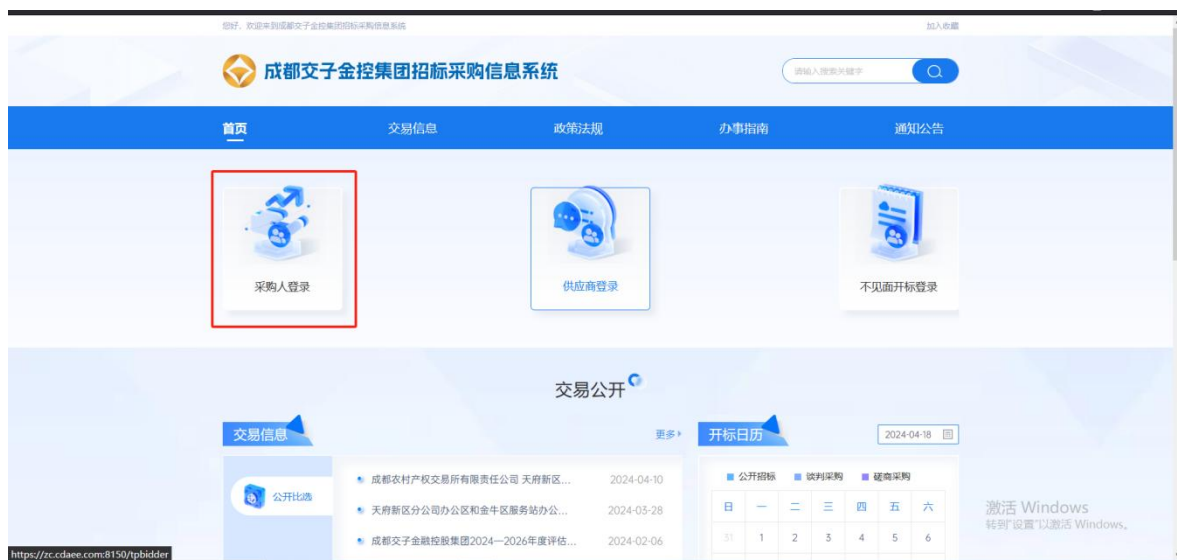 您好、欢迎来到成都交子金控集团招标采购信息系统
加入收藏
成都交子金控集团招标采购信息系统
请输入搜索关键字
首页 交易信息 政策法规 办事指南 通知公告
采购人登录 供应商登录 不见面开标登录
交易公开
交易信息 更多
公开比选
成都农村产权交易所有限责任公司 天府新区... 2024-04-10
天府新区分公司办公区和金牛区服务站办公... 2024-03-28
成都交子金融控股集团2024—2026年度评估... 2024-02-06
开标日历 2024-04-18
公开招标 谈判采购 磋商采购
日 一 二 三 四 五 六
31 1 2 3 4 5 6
激活 Windows
转到"设置"以激活 Windows。
https://zc.cdaee.com:8150/tpbidder